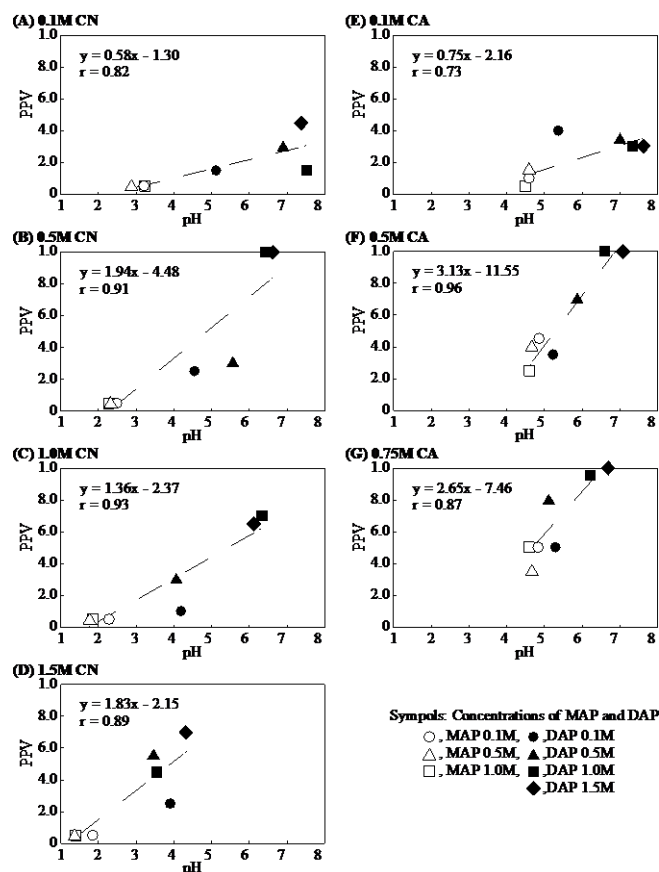 (A) 0.1M CN
y = 0.58x – 1.30
r = 0.82
1.0
8.0
6.0
4.0
2.0
0
PPV
1 2 3 4 5 6 7 8
pH
(E) 0.1M CA
y = 0.75x – 2.16
r = 0.73
1.0
8.0
6.0
4.0
2.0
0
1 2 3 4 5 6 7 8
pH
(B) 0.5M CN
y = 1.94x – 4.48
r = 0.91
1.0
8.0
6.0
4.0
2.0
0
PPV
1 2 3 4 5 6 7 8
pH
(F) 0.5M CA
y = 3.13x – 11.55
r = 0.96
1.0
8.0
6.0
4.0
2.0
0
1 2 3 4 5 6 7 8
pH
(C) 1.0M CN
y = 1.36x – 2.37
r = 0.93
1.0
8.0
6.0
4.0
2.0
0
PPV
1 2 3 4 5 6 7 8
pH
(G) 0.75M CA
y = 2.65x – 7.46
r = 0.87
1.0
8.0
6.0
4.0
2.0
0
1 2 3 4 5 6 7 8
pH
(D) 1.5M CN
y = 1.83x – 2.15
r = 0.89
1.0
8.0
6.0
4.0
2.0
0
PPV
1 2 3 4 5 6 7 8
pH
Sympols: Concentrations of MAP and DAP
○, MAP 0.1M, ●, DAP 0.1M
△, MAP 0.5M, ▲, DAP 0.5M
□, MAP 1.0M, ■, DAP 1.0M
◆, DAP 1.5M